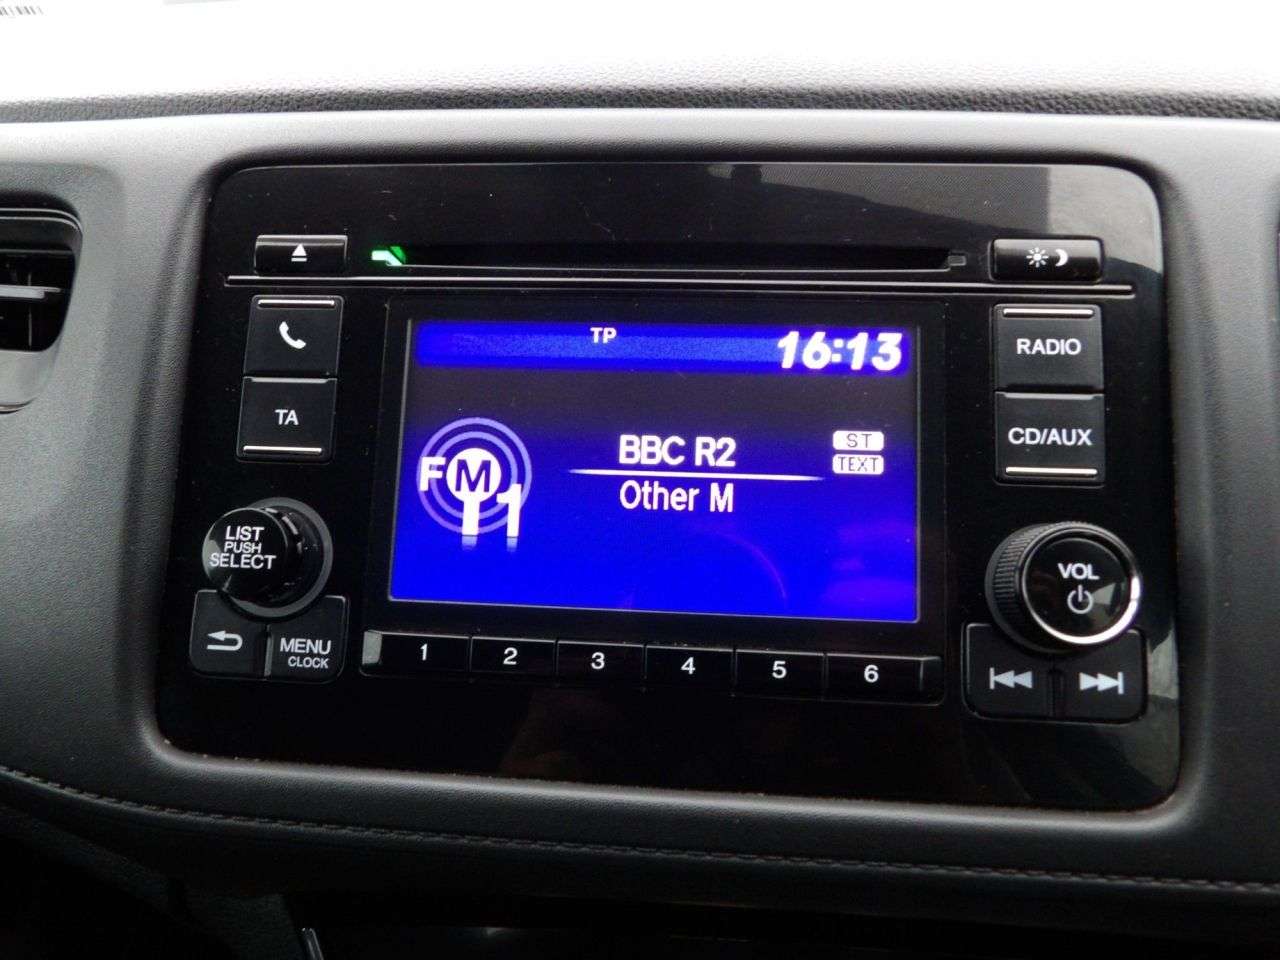 TA
LIST
PUSH
SELECT
MENU
CLOCK
TP
16:13
FM
1
BBC R2
Other M
ST
TEXT
1 2 3 4 5 6
RADIO
CD/AUX
VOL